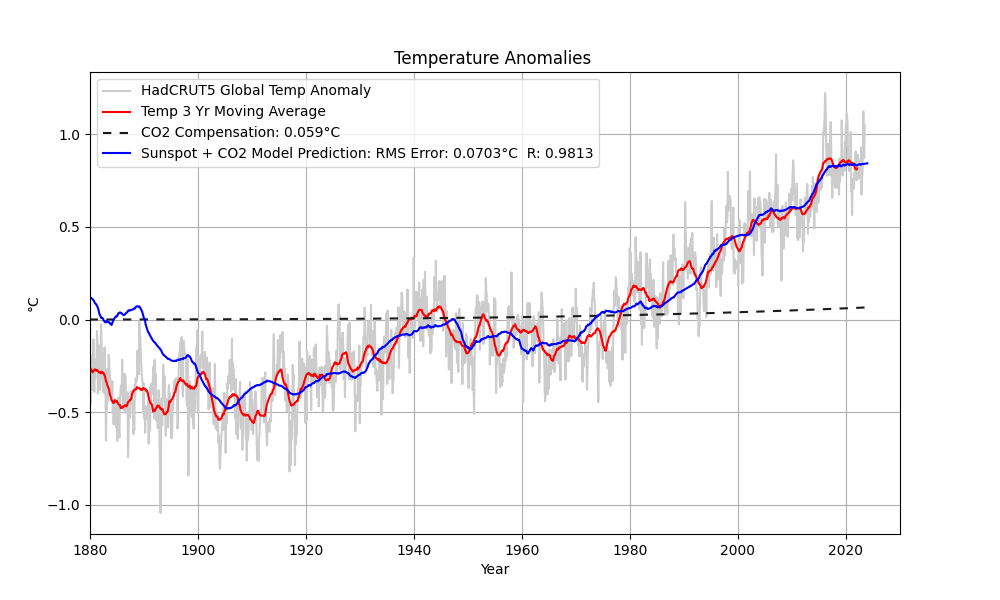 Temperature Anomalies
HadCRUT5 Global Temp Anomaly
Temp 3 Yr Moving Average
CO2 Compensation: 0.059°C
Sunspot + CO2 Model Prediction: RMS Error: 0.0703°C  R: 0.9813
°C
1.0
0.5
0.0
−0.5
−1.0
1880 1900 1920 1940 1960 1980 2000 2020
Year